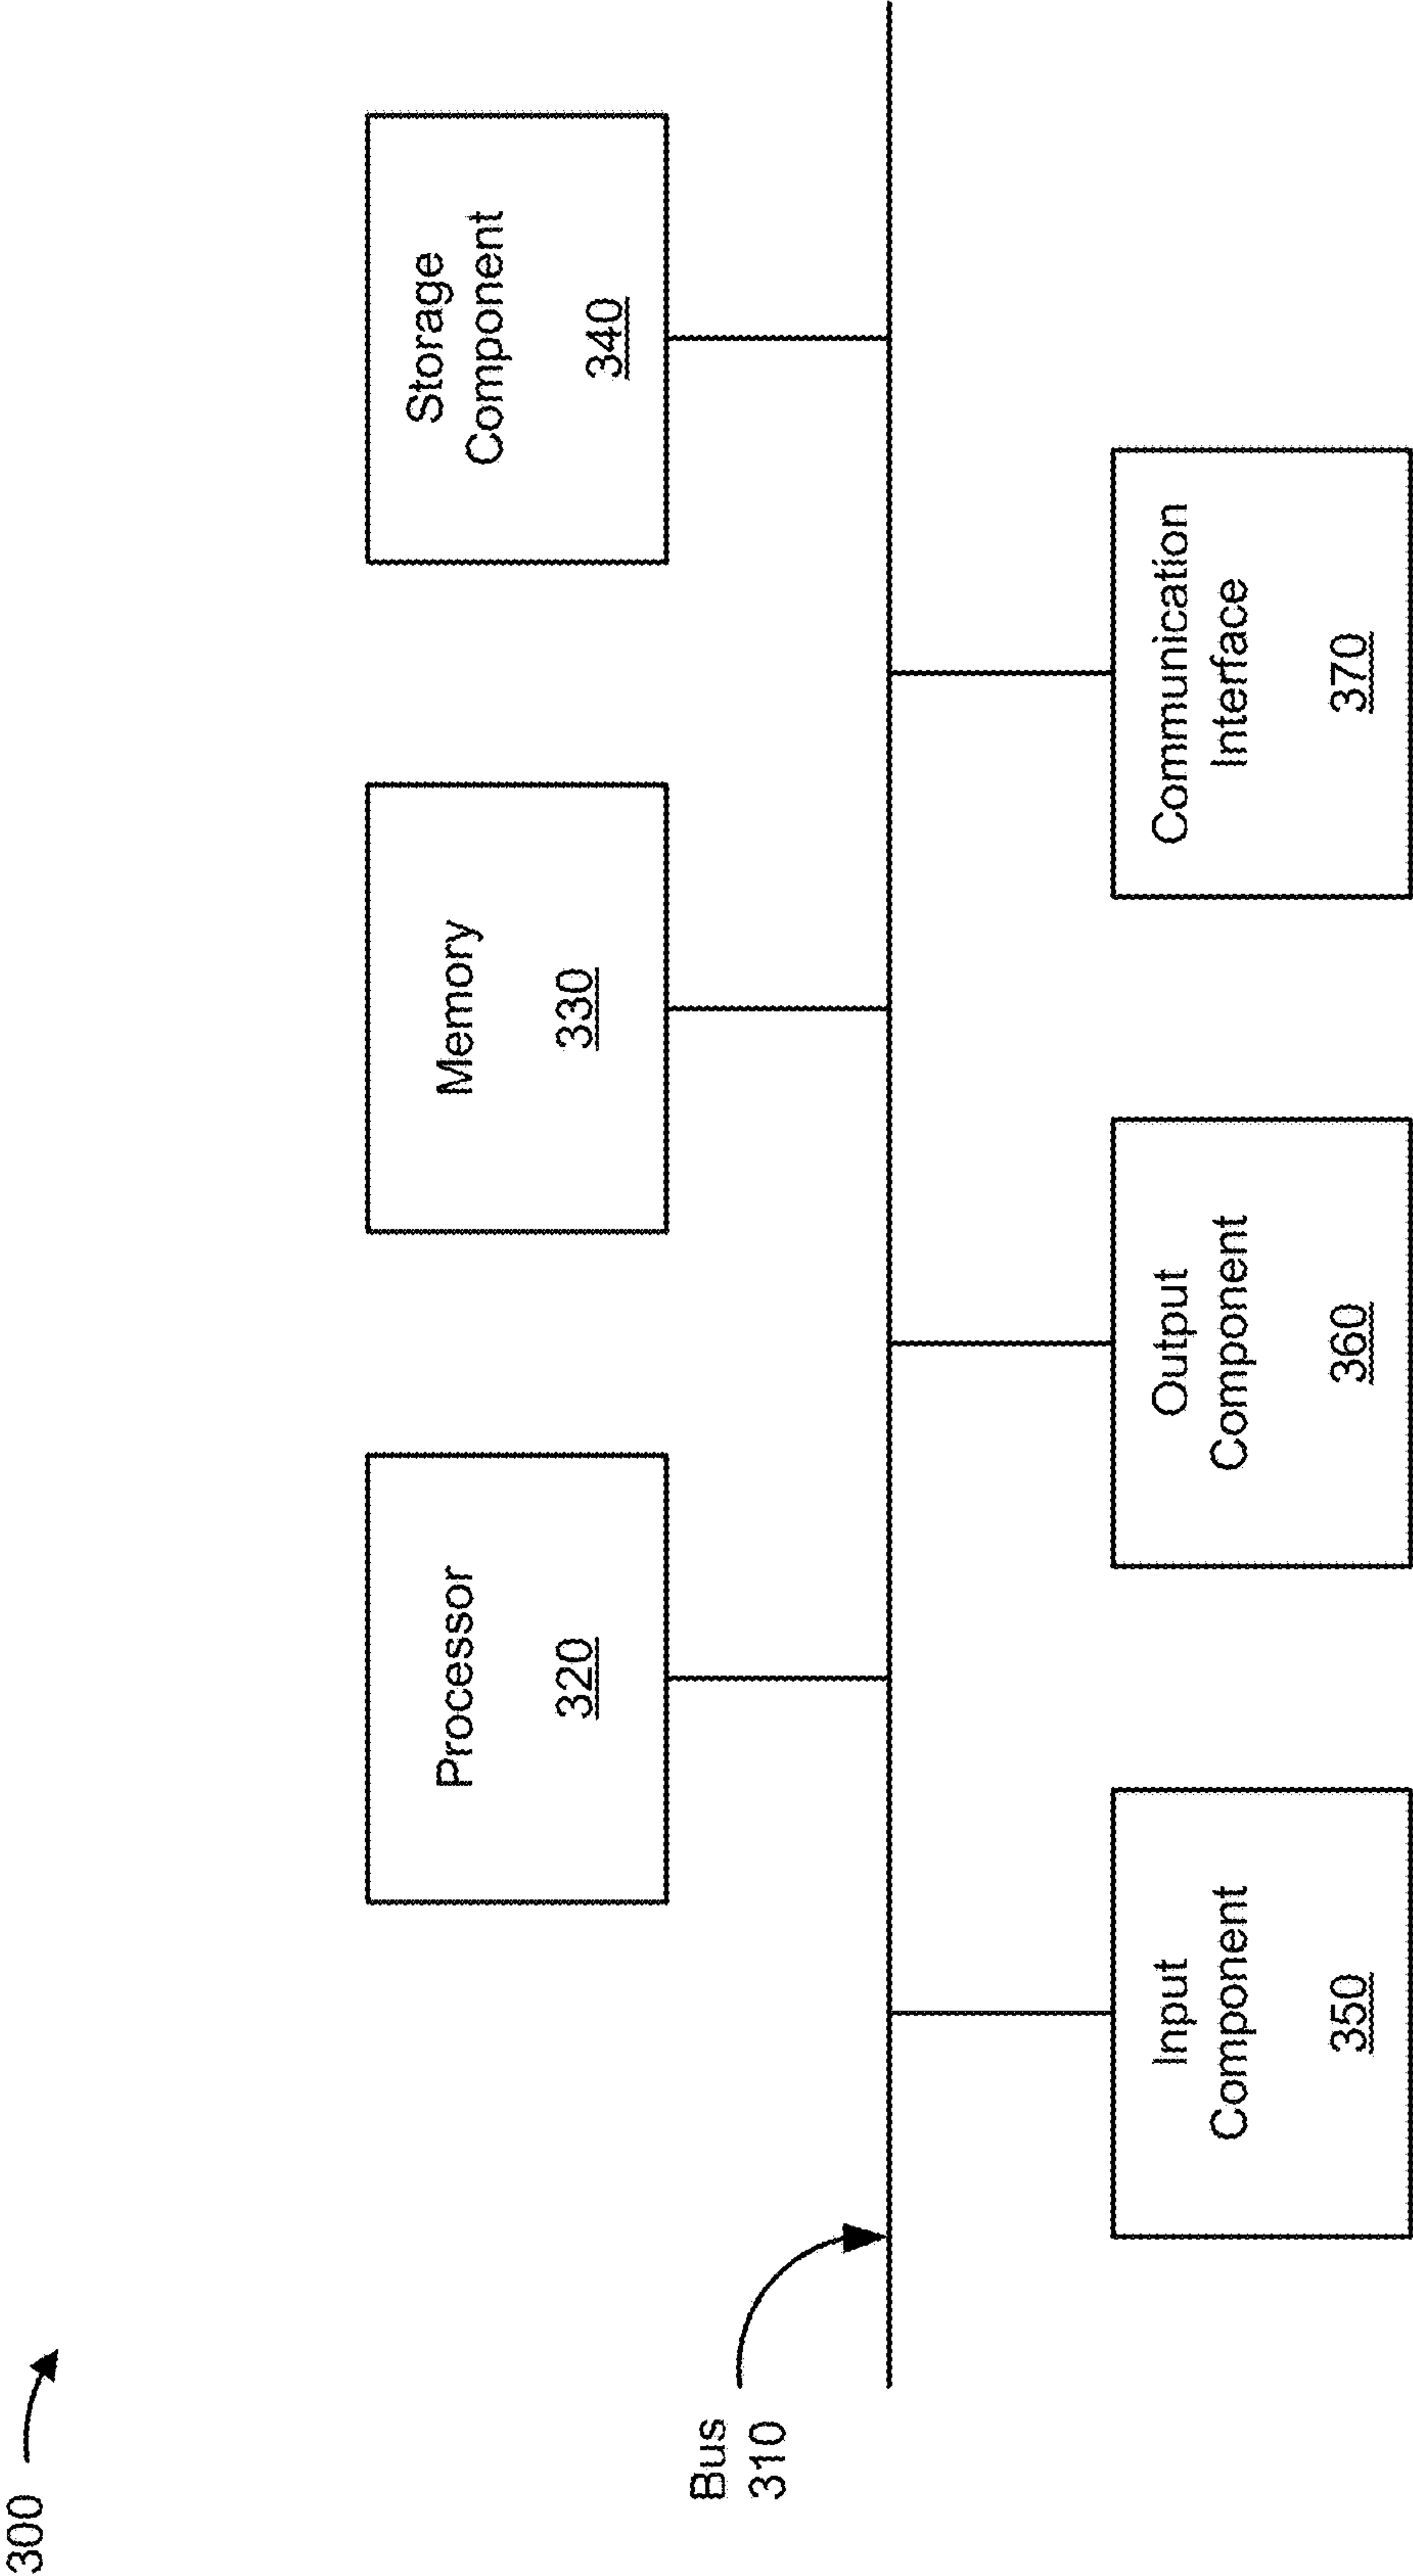 300
Bus
310
Processor
320
Memory
330
Storage
Component
340
Input
Component
350
Output
Component
360
Communication
Interface
370